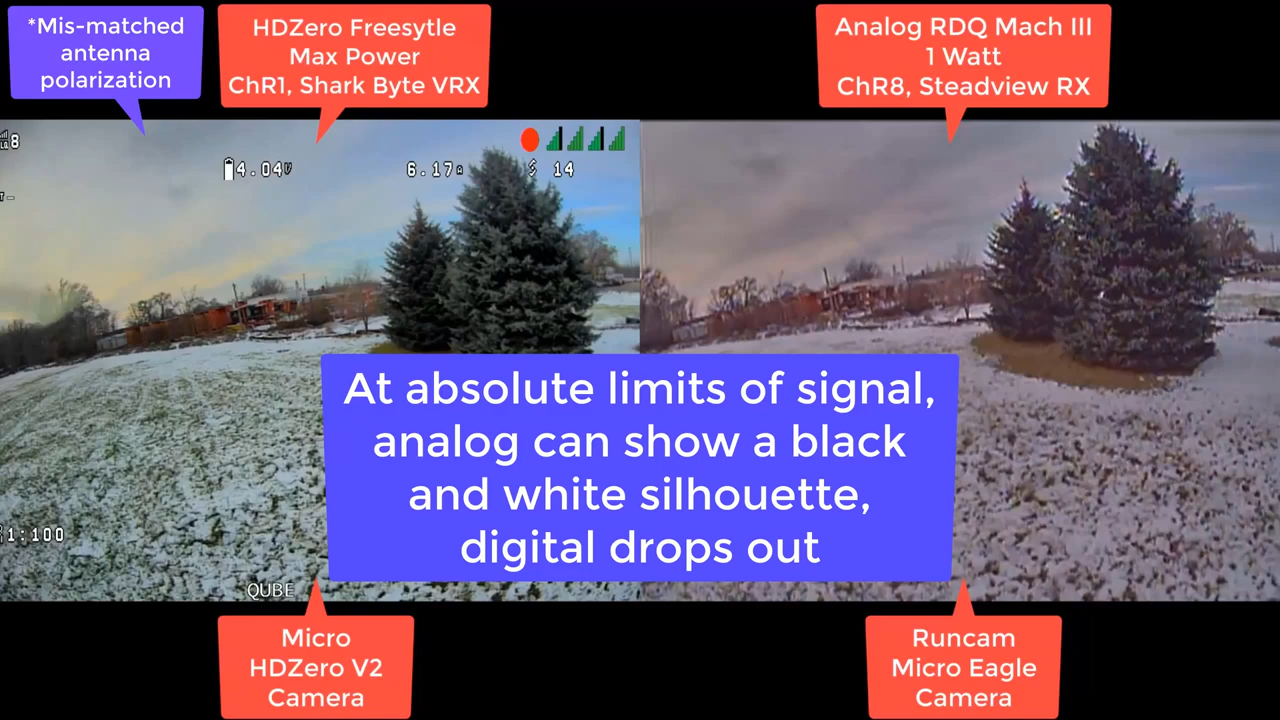 *Mis-matched
antenna
polarization
HDZero Freesytle
Max Power
ChR1, Shark Byte VRX
Analog RDQ Mach III
1 Watt
ChR8, Steadview RX
8
4.04V
6.17A
14
At absolute limits of signal,
analog can show a black
and white silhouette,
digital drops out
1:100
QUBE
Micro
HDZero V2
Camera
Runcam
Micro Eagle
Camera